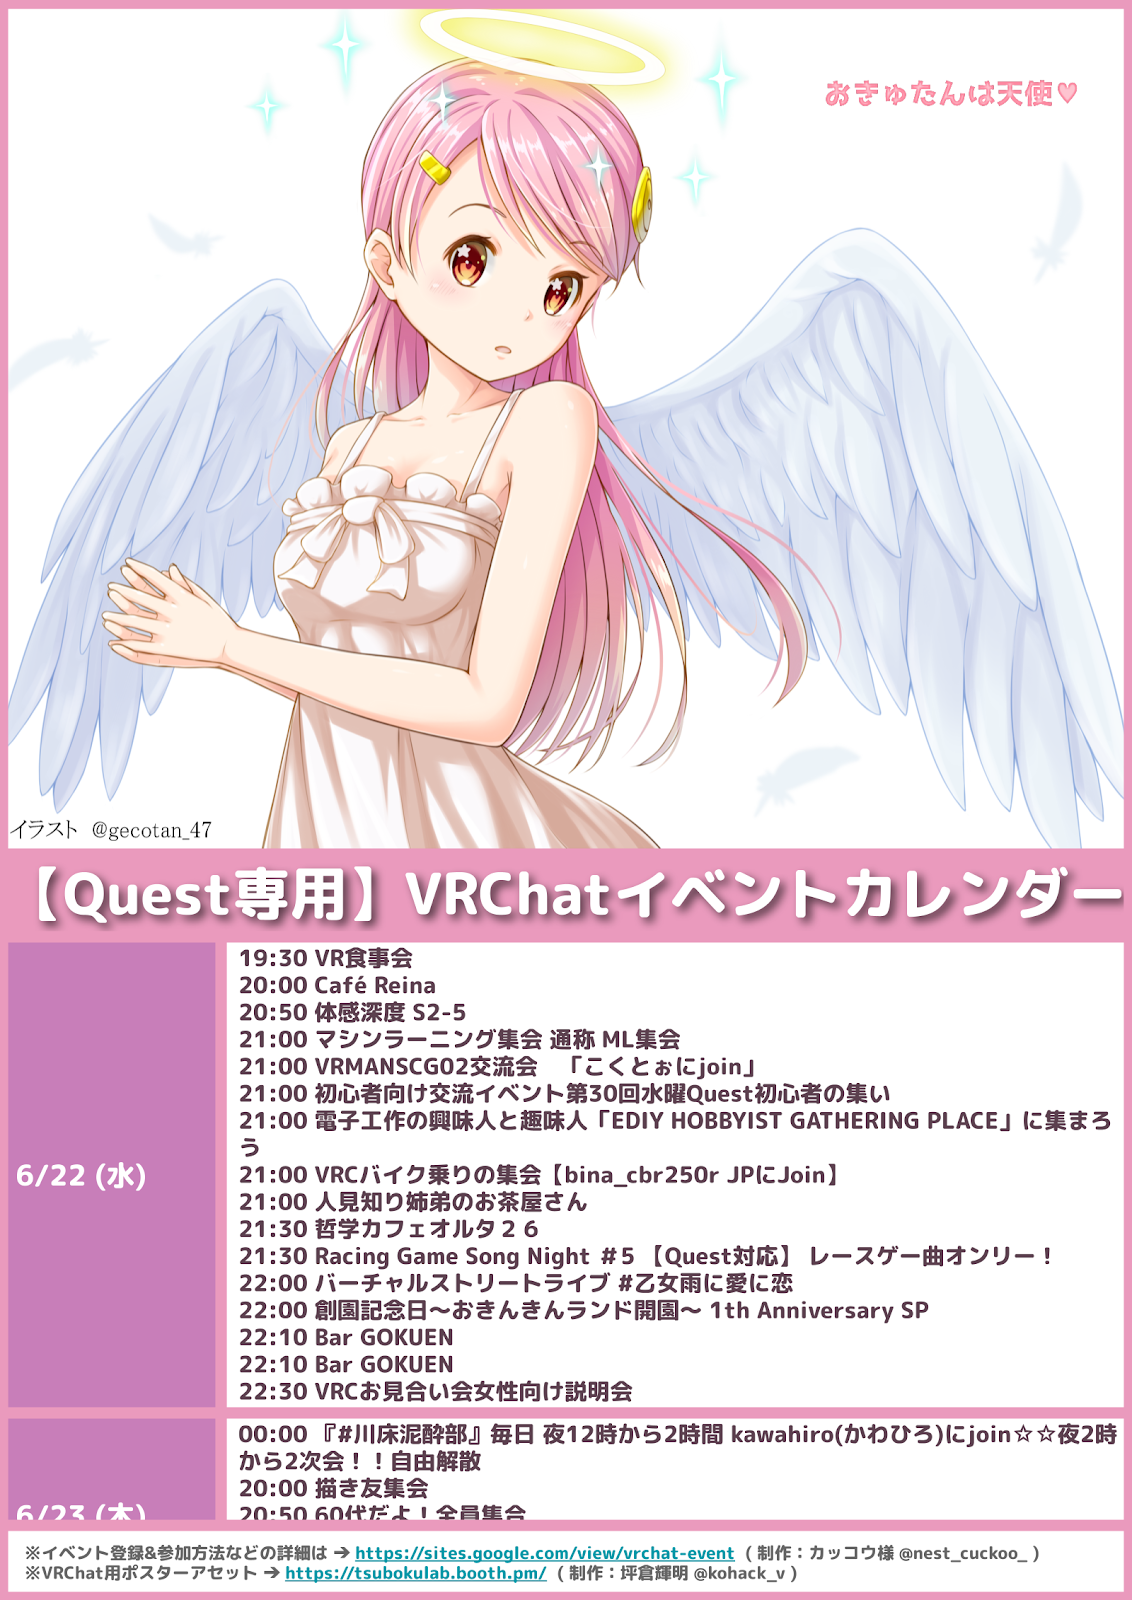 おきゅたんは天使♥
イラスト @gecotan_47
【Quest専用】VRChatイベントカレンダー
6/22 (水)
19:30 VR食事会
20:00 Café Reina
20:50 体感深度 S2-5
21:00 マシンラーニング集会 通称 ML集会
21:00 VRMANSCG02交流会　「こくとぉにjoin」
21:00 初心者向け交流イベント第30回水曜Quest初心者の集い
21:00 電子工作の興味人と趣味人「EDIY HOBBYIST GATHERING PLACE」に集まろ
う
21:00 VRCバイク乗りの集会【bina_cbr250r JPにJoin】
21:00 人見知り姉弟のお茶屋さん
21:30 哲学カフェオルタ２６
21:30 Racing Game Song Night ＃5 【Quest対応】 レースゲー曲オンリー！
22:00 バーチャルストリートライブ #乙女雨に愛に恋
22:00 創園記念日〜おきんきんランド開園〜 1th Anniversary SP
22:10 Bar GOKUEN
22:10 Bar GOKUEN
22:30 VRCお見合い会女性向け説明会
6/23 (木)
00:00 『#川床泥酔部』毎日 夜12時から2時間 kawahiro(かわひろ)にjoin☆☆夜2時
から2次会！！自由解散
20:00 描き友集会
20:50 60代だよ！全員集合
※イベント登録&参加方法などの詳細は → https://sites.google.com/view/vrchat-event ( 制作：カッコウ様 @nest_cuckoo_ )
※VRChat用ポスターアセット → https://tsubokulab.booth.pm/ ( 制作：坪倉輝明 @kohack_v )